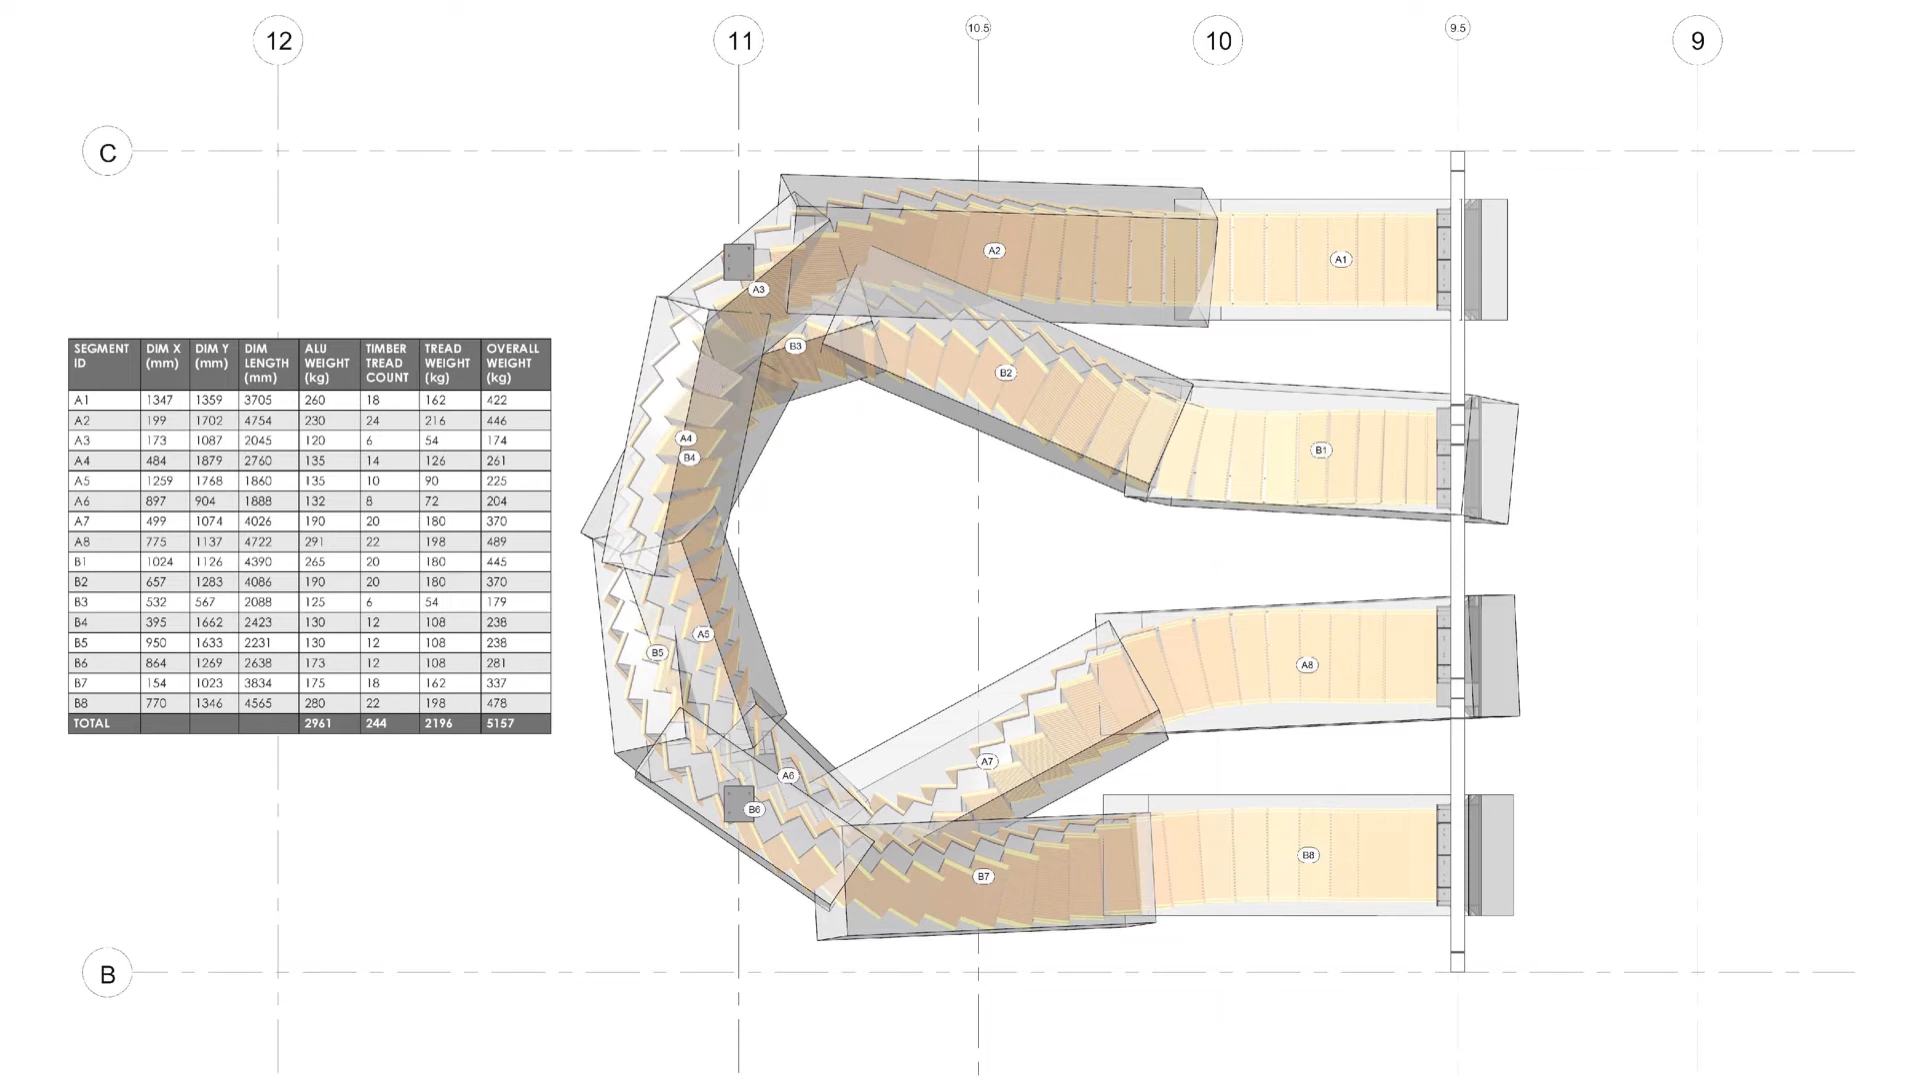 12
11
10.5
10
9.5
9
C
A2
A1
A3
B3
B2
SEGMENT ID DIM X (mm) DIM Y (mm) DIM LENGTH (mm) ALU WEIGHT (kg) TIMBER TREAD COUNT TREAD WEIGHT (kg) OVERALL WEIGHT (kg)
A1 1347 1359 3705 260 18 162 422
A2 199 1702 4754 230 24 216 446
A3 173 1087 2045 120 6 54 174
A4 484 1879 2760 135 14 126 261
A5 1259 1768 1860 135 10 90 225
A6 897 904 1888 132 8 72 204
A7 499 1074 4026 190 20 180 370
A8 775 1137 4722 291 22 198 489
B1 1024 1126 4390 265 20 180 445
B2 657 1283 4086 190 20 180 370
B3 532 567 2088 125 6 54 179
B4 395 1662 2423 130 12 108 238
B5 950 1633 2231 130 12 108 238
B6 864 1269 2638 173 12 108 281
B7 154 1023 3834 175 18 162 337
B8 770 1346 4565 280 22 198 478
TOTAL 2961 244 2196 5157
A4
B4
B1
A5
B5
A8
A7
A6
B6
B8
B7
B